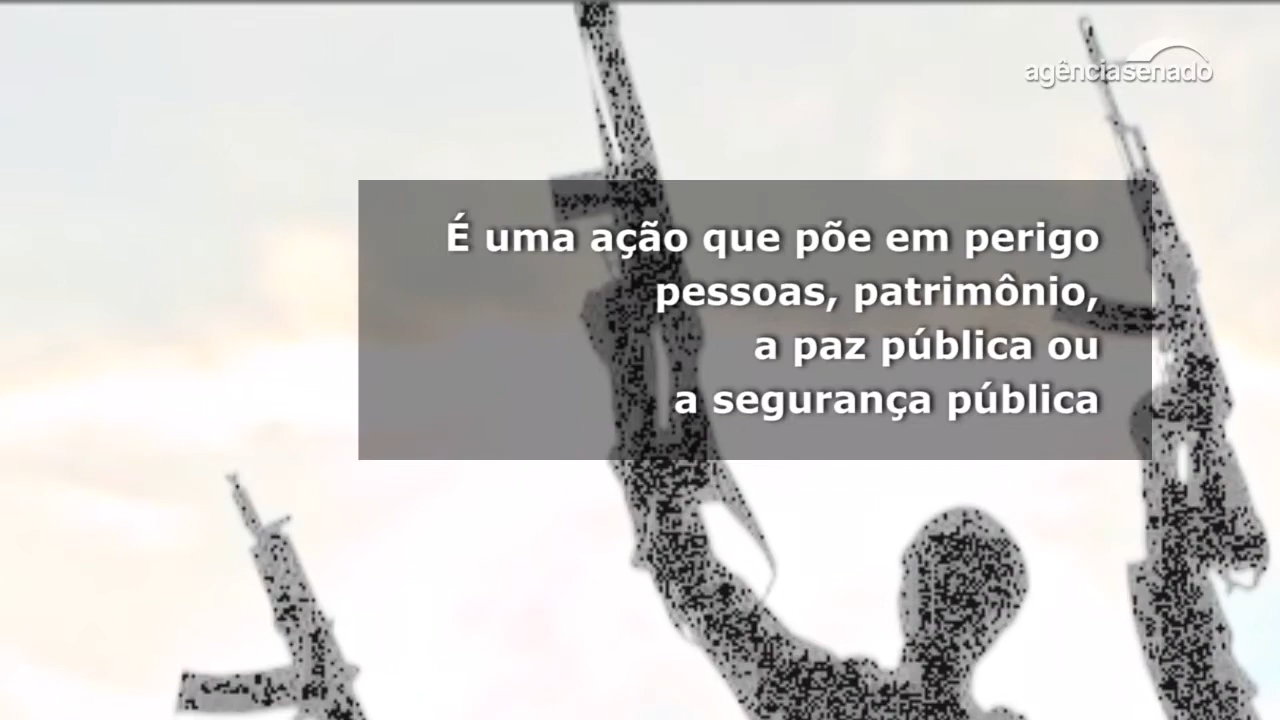 agênciasenado
É uma ação que põe em perigo
pessoas, patrimônio,
a paz pública ou
a segurança pública